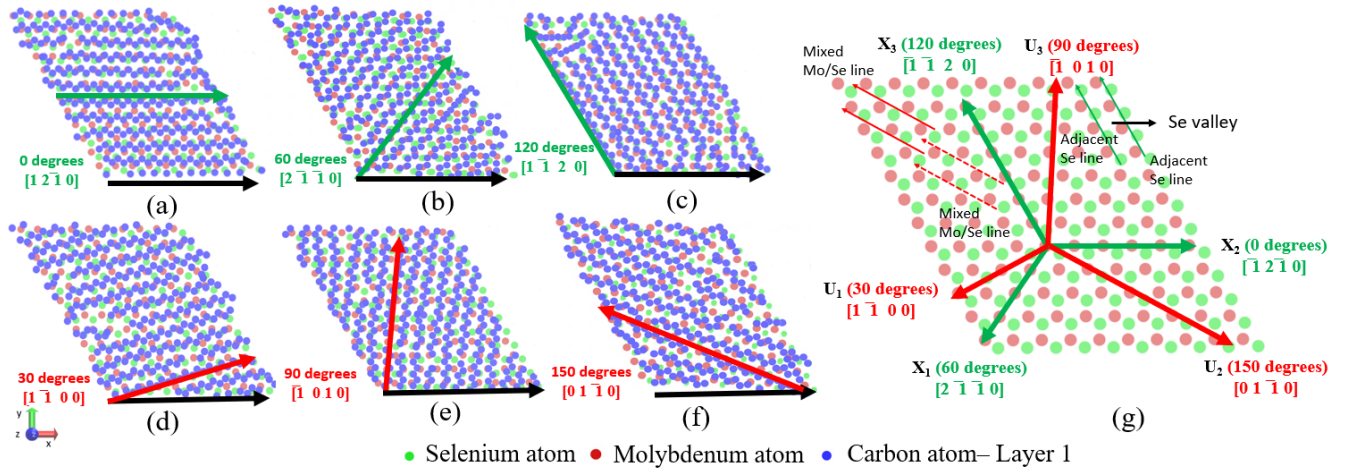 0 degrees
[1 2 1̅ 0]
(a)
60 degrees
[2 1̅ 1̅ 0]
(b)
120 degrees
[1 1̅ 2 0]
(c)
30 degrees
[1 1̅ 0 0]
(d)
y
z
x
90 degrees
[1̅ 0 1 0]
(e)
150 degrees
[0 1 1̅ 0]
(f)
Mixed
Mo/Se line
X₃ (120 degrees)
[1̅ 1̅ 2 0]
U₃ (90 degrees)
[1̅ 0 1 0]
Se valley
Adjacent
Se line
Adjacent
Se line
Mixed
Mo/Se line
X₂ (0 degrees)
[1̅ 2 1̅ 0]
U₁ (30 degrees)
[1 1̅ 0 0]
X₁ (60 degrees)
[2 1̅ 1̅ 0]
U₂ (150 degrees)
[0 1 1̅ 0]
(g)
Selenium atom
Molybdenum atom
Carbon atom– Layer 1